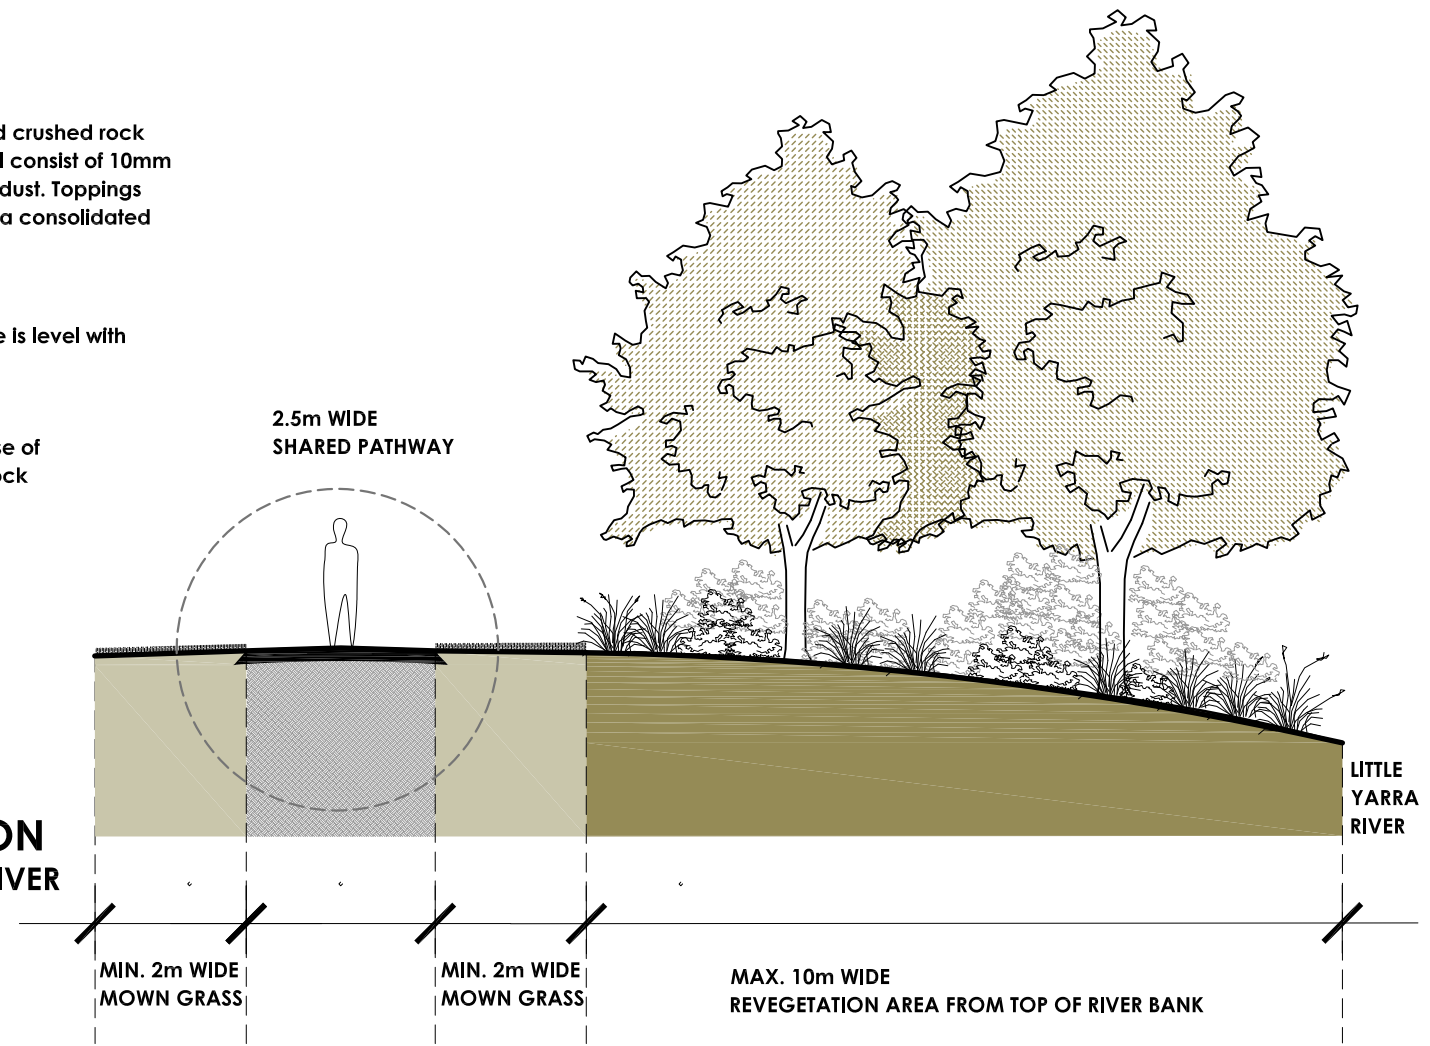 d crushed rock
consist of 10mm
dust. Toppings
a consolidated
e is level with
se of
ock
2.5m WIDE
SHARED PATHWAY
LITTLE
YARRA
RIVER
ON
IVER
MIN. 2m WIDE
MOWN GRASS
MIN. 2m WIDE
MOWN GRASS
MAX. 10m WIDE
REVEGETATION AREA FROM TOP OF RIVER BANK